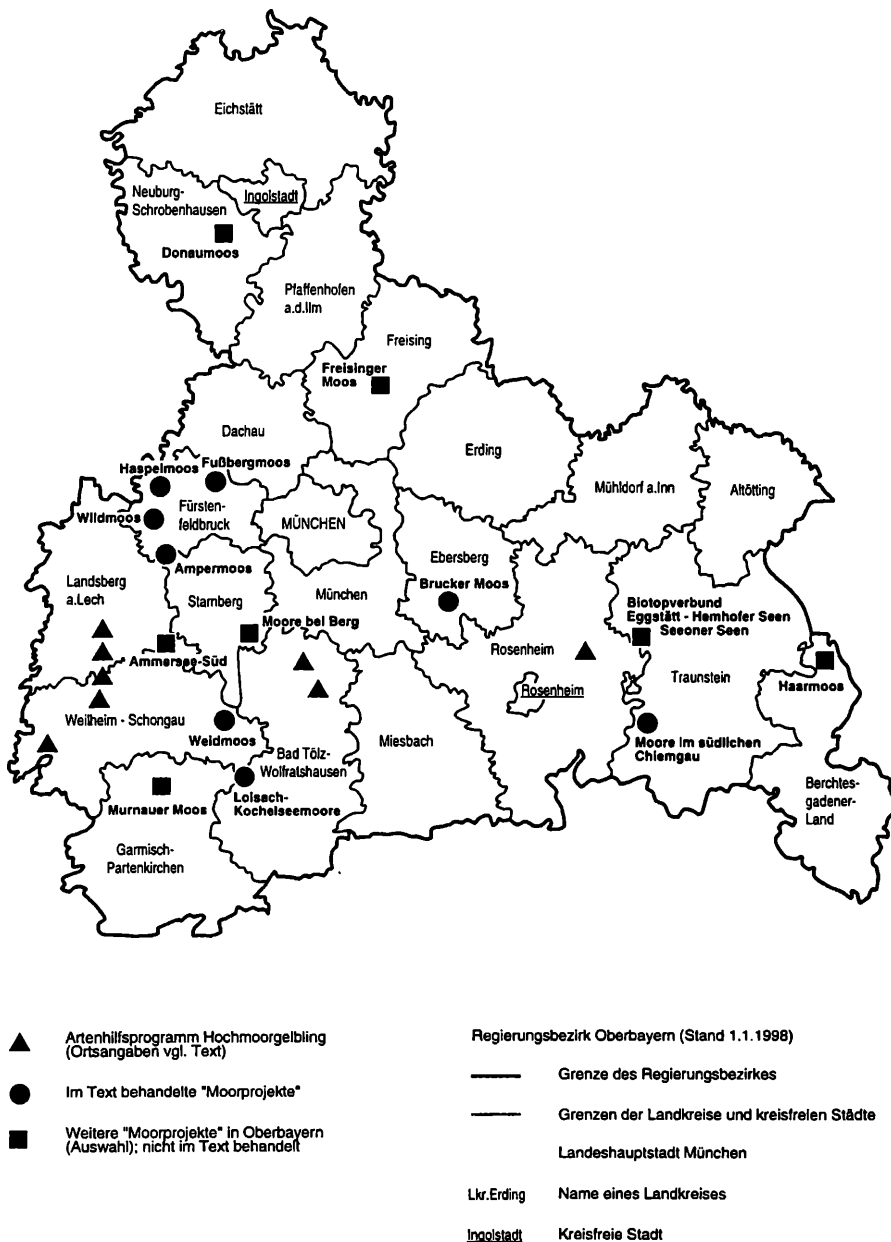 Eichstätt
Neuburg-
Schrobenhausen
Ingolstadt
Donaumoos
Pfaffenhofen
a.d.Ilm
Freising
Freisinger
Moos
Dachau
Erding
Haspelmoos
Fußbergmoos
Mühldorf a.Inn
Altötting
Wildmoos
Fürsten-
feldbruck
MÜNCHEN
Ampermoos
Ebersberg
Brucker Moos
Landsberg
a.Lech
Starnberg
München
Moore bei Berg
Biotopverbund
Eggstätt - Hemhofer Seen
Seeoner Seen
Ammersee-Süd
Rosenheim
Rosenheim
Traunstein
Haarmoos
Weilheim - Schongau
Weidmoos
Bad Tölz-
Wolfratshausen
Miesbach
Moore im südlichen
Chiemgau
Murnauer Moos
Loisach-
Kochelseemoore
Berchtes-
gadener-
Land
Garmisch-
Partenkirchen
Artenhilfsprogramm Hochmoorgelbling
(Ortsangaben vgl. Text)
Im Text behandelte "Moorprojekte"
Weitere "Moorprojekte" in Oberbayern
(Auswahl); nicht im Text behandelt
Regierungsbezirk Oberbayern (Stand 1.1.1998)
Grenze des Regierungsbezirkes
Grenzen der Landkreise und kreisfreien Städte
Landeshauptstadt München
Lkr.Erding Name eines Landkreises
Ingolstadt Kreisfreie Stadt